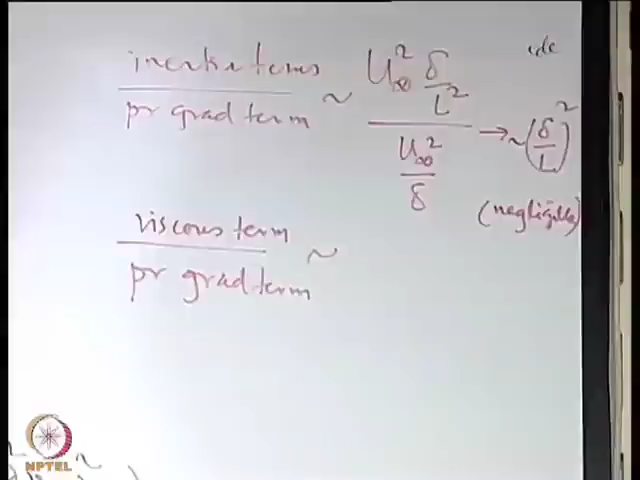 inertia terms / pr grad term ~ U∞² δ/L² / U∞²/δ → ~ (δ/L)²
(negligible)
viscous term / pr grad term ~
NPTEL